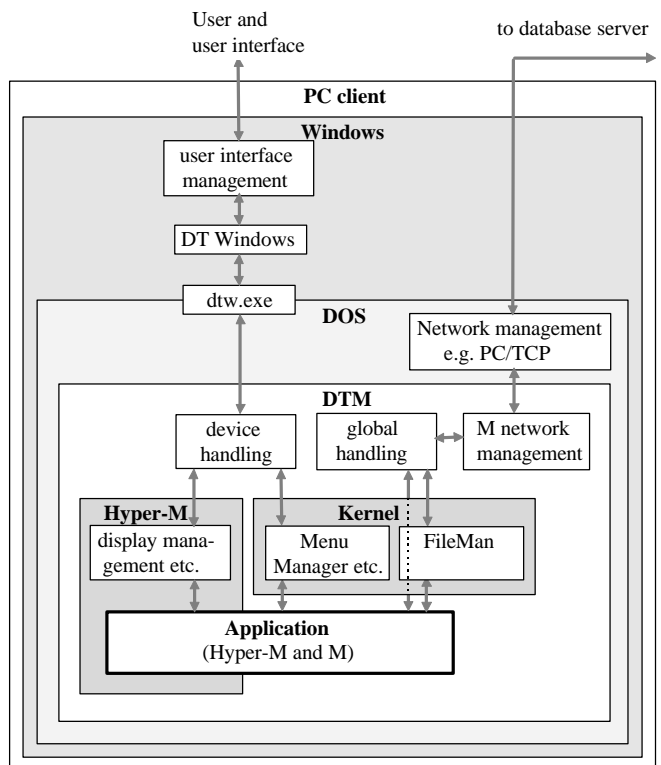 User and
user interface
to database server
PC client
Windows
user interface
management
DT Windows
dtw.exe
DOS
Network management
e.g. PC/TCP
DTM
device
handling
global
handling
M network
management
Hyper-M
display mana-
gement etc.
Kernel
Menu
Manager etc.
FileMan
Application
(Hyper-M and M)